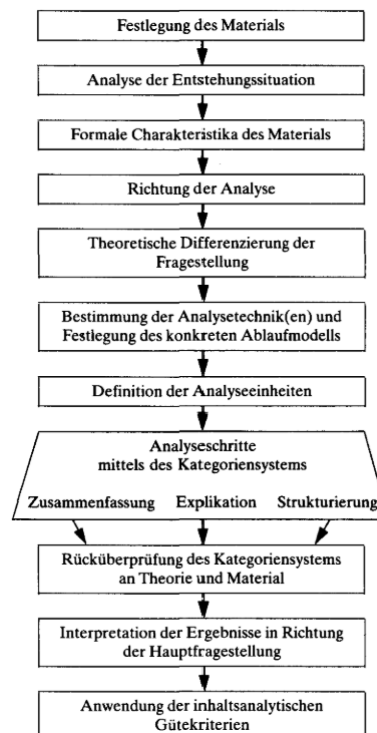 Festlegung des Materials
Analyse der Entstehungssituation
Formale Charakteristika des Materials
Richtung der Analyse
Theoretische Differenzierung der
Fragestellung
Bestimmung der Analysetechnik(en) und
Festlegung des konkreten Ablaufmodells
Definition der Analyseeinheiten
Analyseschritte
mittels des Kategoriensystems
Zusammenfassung Explikation Strukturierung
Rücküberprüfung des Kategoriensystems
an Theorie und Material
Interpretation der Ergebnisse in Richtung
der Hauptfragestellung
Anwendung der inhaltsanalytischen
Gütekriterien